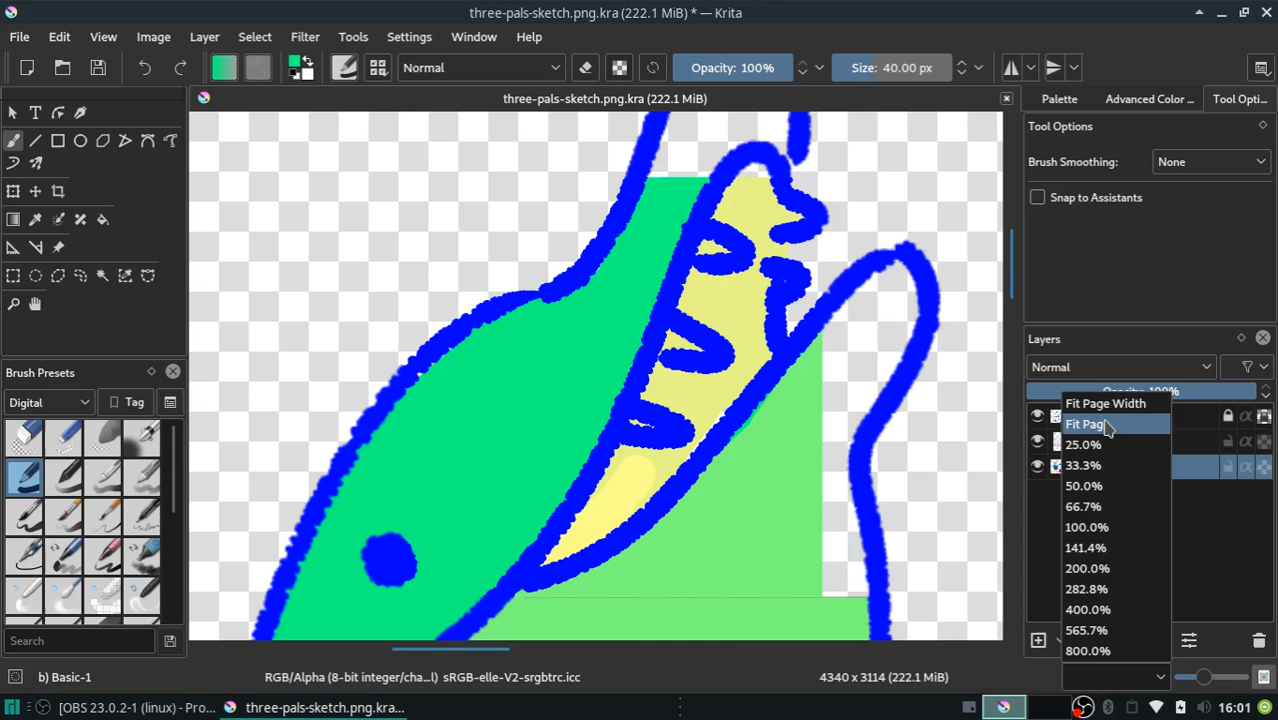 three-pals-sketch.png.kra (222.1 MiB) * — Krita
File Edit View Image Layer Select Filter Tools Settings Window Help
Normal
Opacity: 100%
Size: 40.00 px
three-pals-sketch.png.kra (222.1 MiB)
Palette
Advanced Color ...
Tool Opti...
Tool Options
Brush Smoothing:
None
Snap to Assistants
Brush Presets
Digital
Tag
Search
Layers
Normal
Opacity: 100%
Fit Page Width
Fit Pag
25.0%
33.3%
50.0%
66.7%
100.0%
141.4%
200.0%
282.8%
400.0%
565.7%
800.0%
b) Basic-1
RGB/Alpha (8-bit integer/cha...l) sRGB-elle-V2-srgbtrc.icc
4340 x 3114 (222.1 MiB)
[OBS 23.0.2-1 (linux) - Pro...
three-pals-sketch.png.kra...
16:01